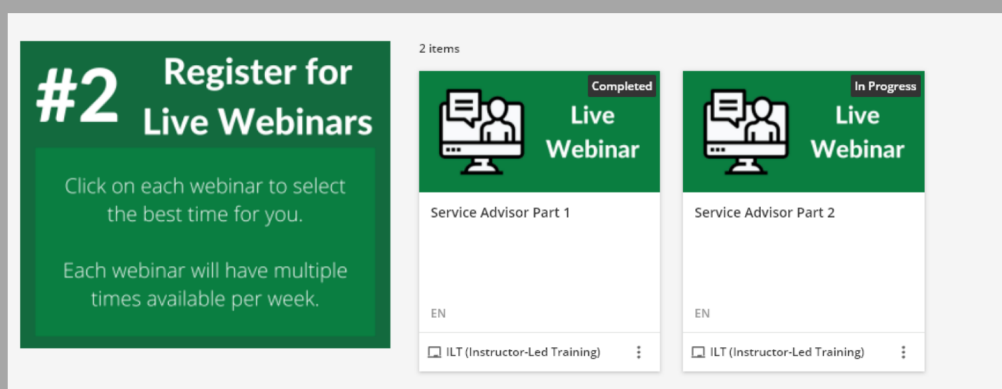 #2
Register for
Live Webinars
Click on each webinar to select
the best time for you.
Each webinar will have multiple
times available per week.
2 items
Completed
Live
Webinar
Service Advisor Part 1
EN
ILT (Instructor-Led Training)
In Progress
Live
Webinar
Service Advisor Part 2
EN
ILT (Instructor-Led Training)